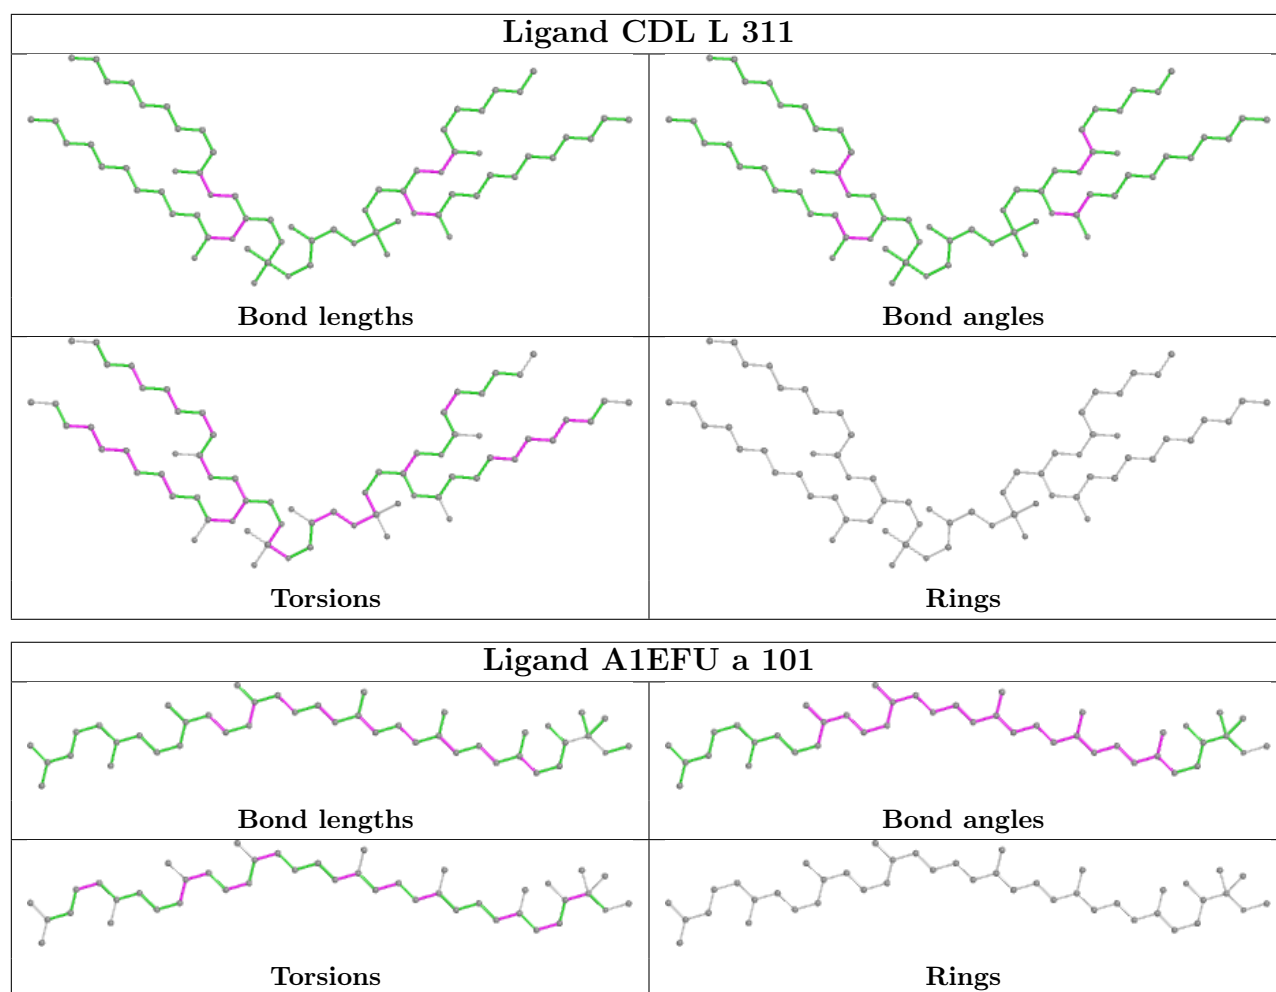 Ligand CDL L 311
Bond lengths
Bond angles
Torsions
Rings
Ligand A1EFU a 101
Bond lengths
Bond angles
Torsions
Rings